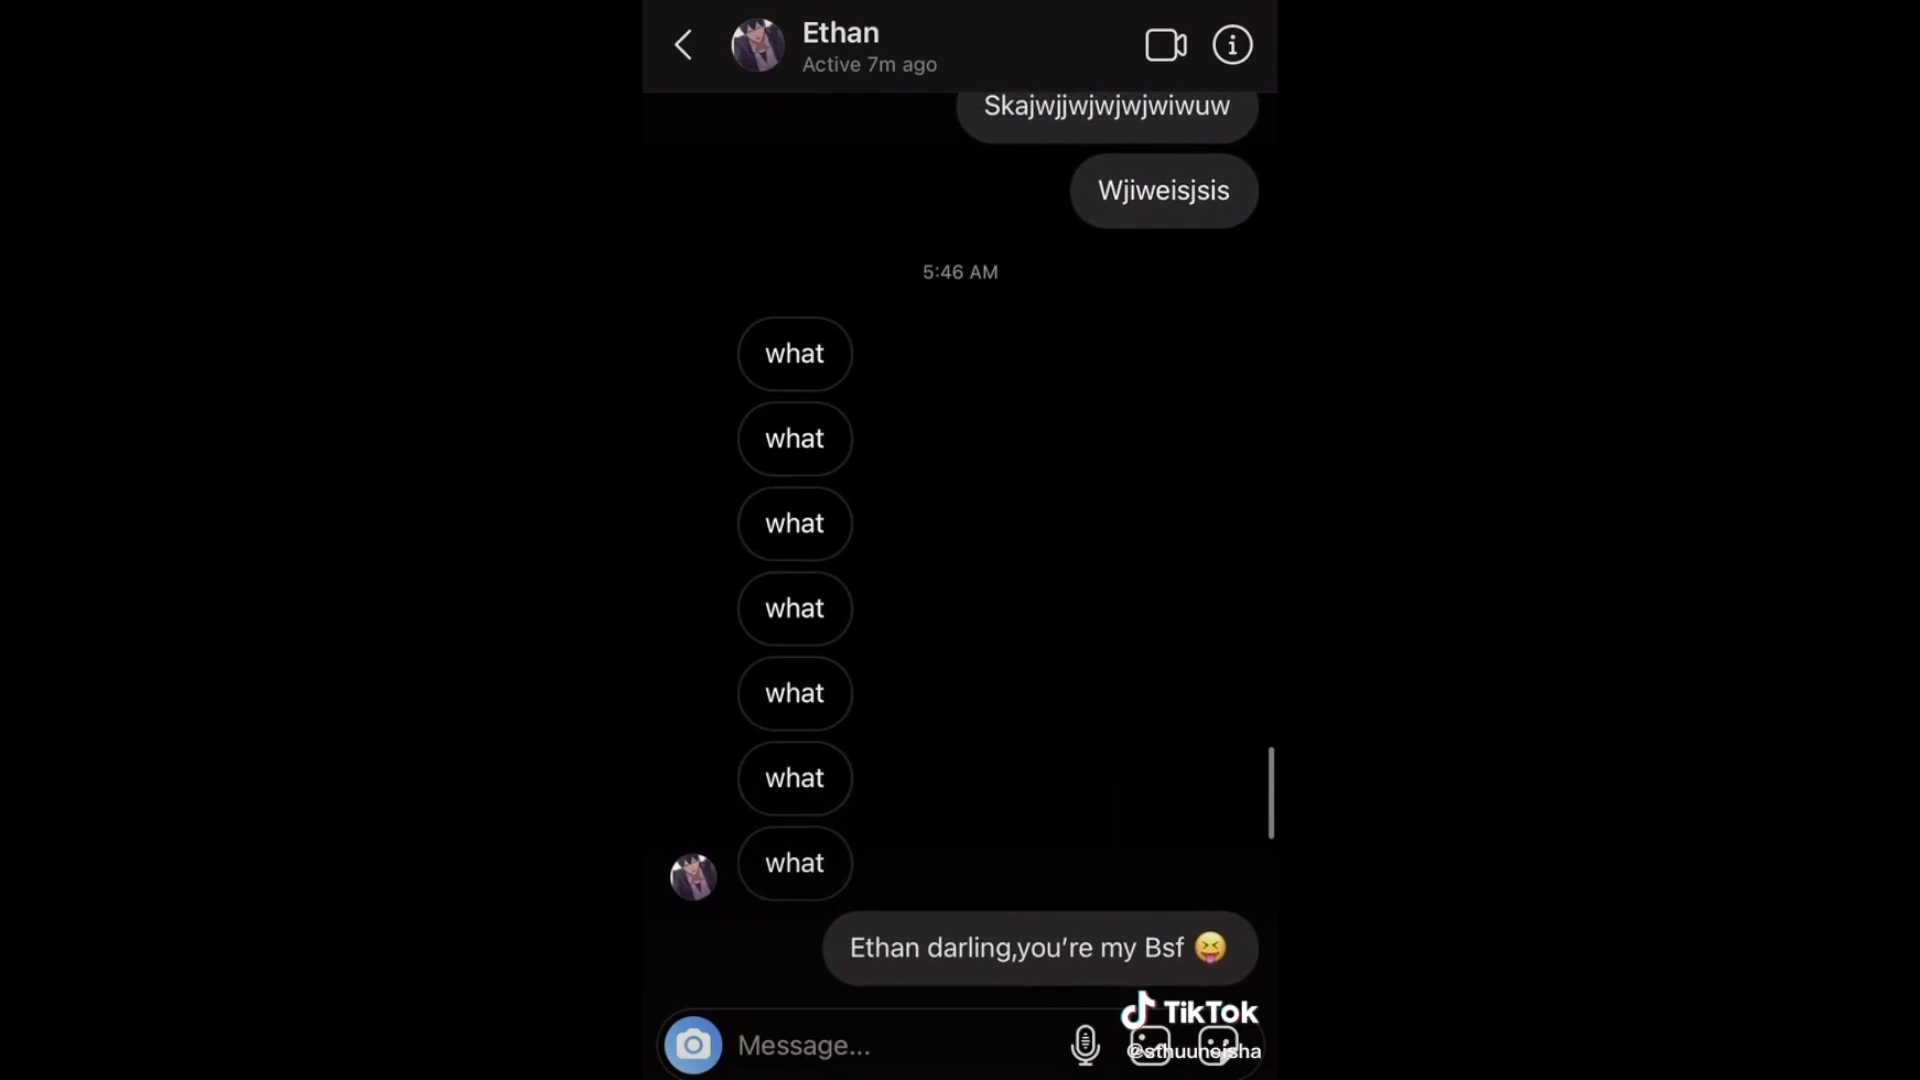 Ethan
Active 7m ago
Skajwjjwjwjwjwiwuw
Wjiweisjsis
5:46 AM
what
what
what
what
what
what
what
Ethan darling,you're my Bsf 😝
TikTok
Message...